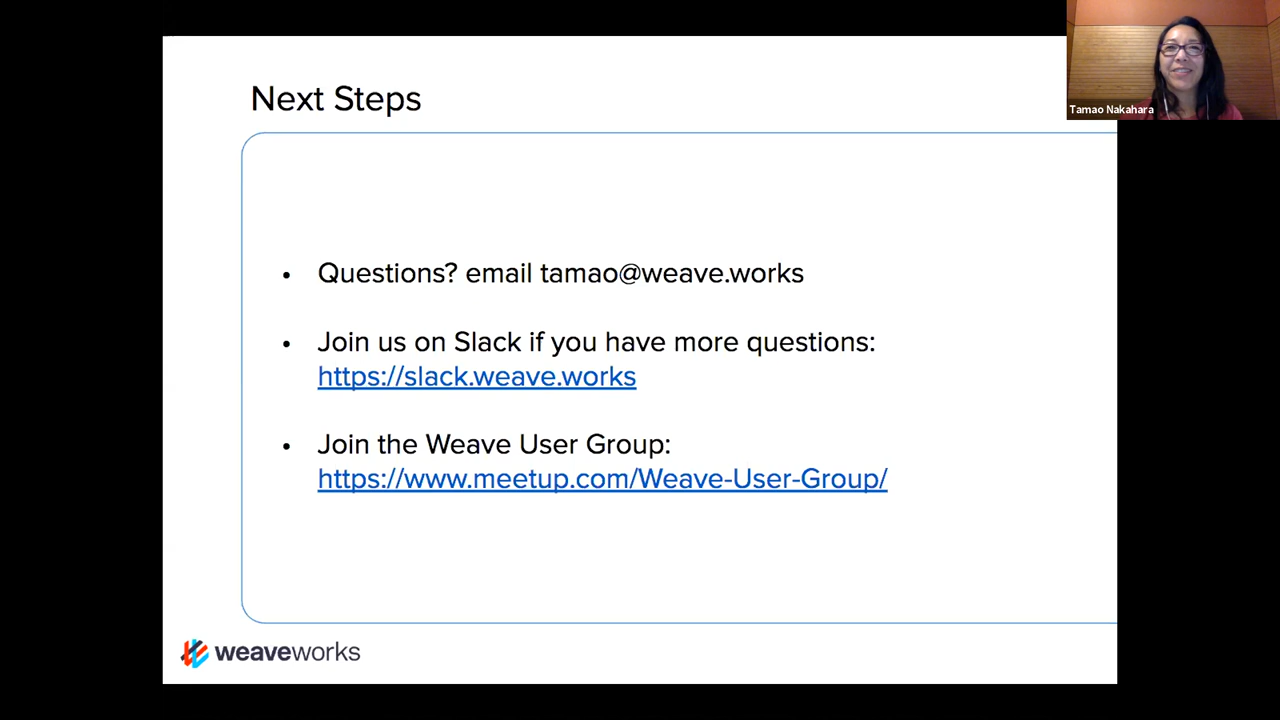 Next Steps
Tamao Nakahara
• Questions? email tamao@weave.works
• Join us on Slack if you have more questions:
https://slack.weave.works
• Join the Weave User Group:
https://www.meetup.com/Weave-User-Group/
weaveworks